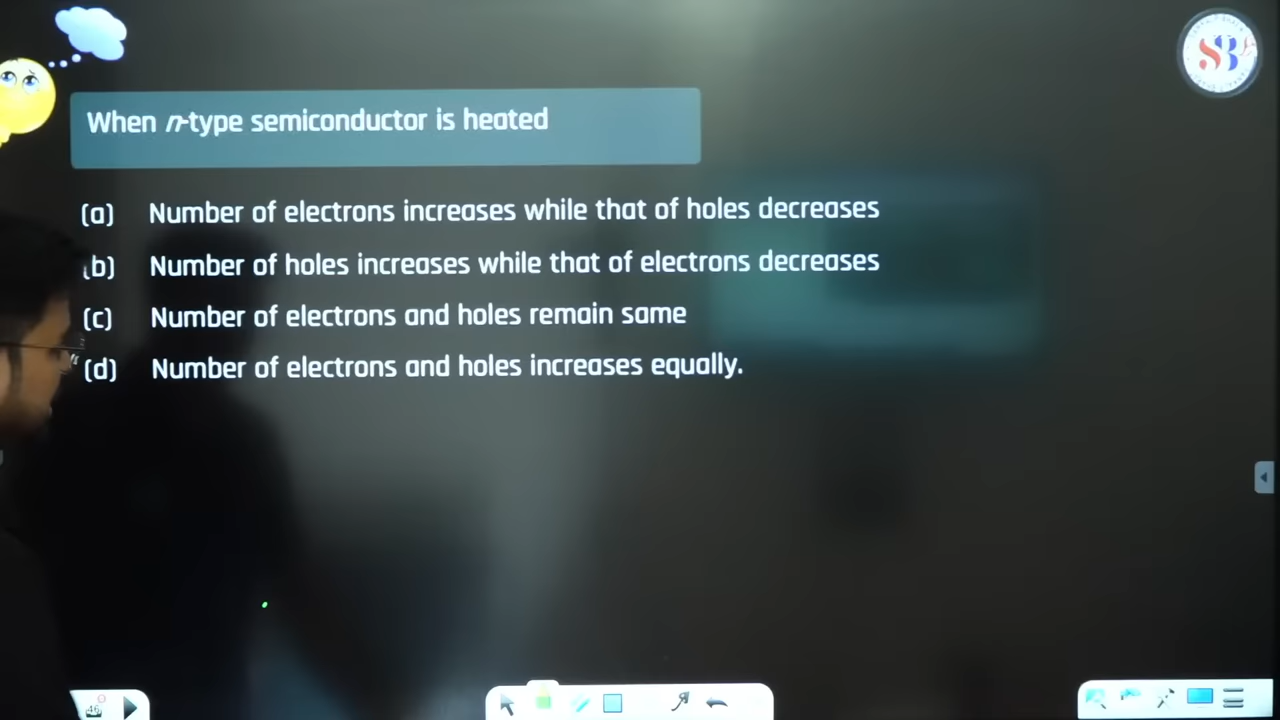 When n-type semiconductor is heated
(a) Number of electrons increases while that of holes decreases
(b) Number of holes increases while that of electrons decreases
(c) Number of electrons and holes remain same
(d) Number of electrons and holes increases equally.
SB